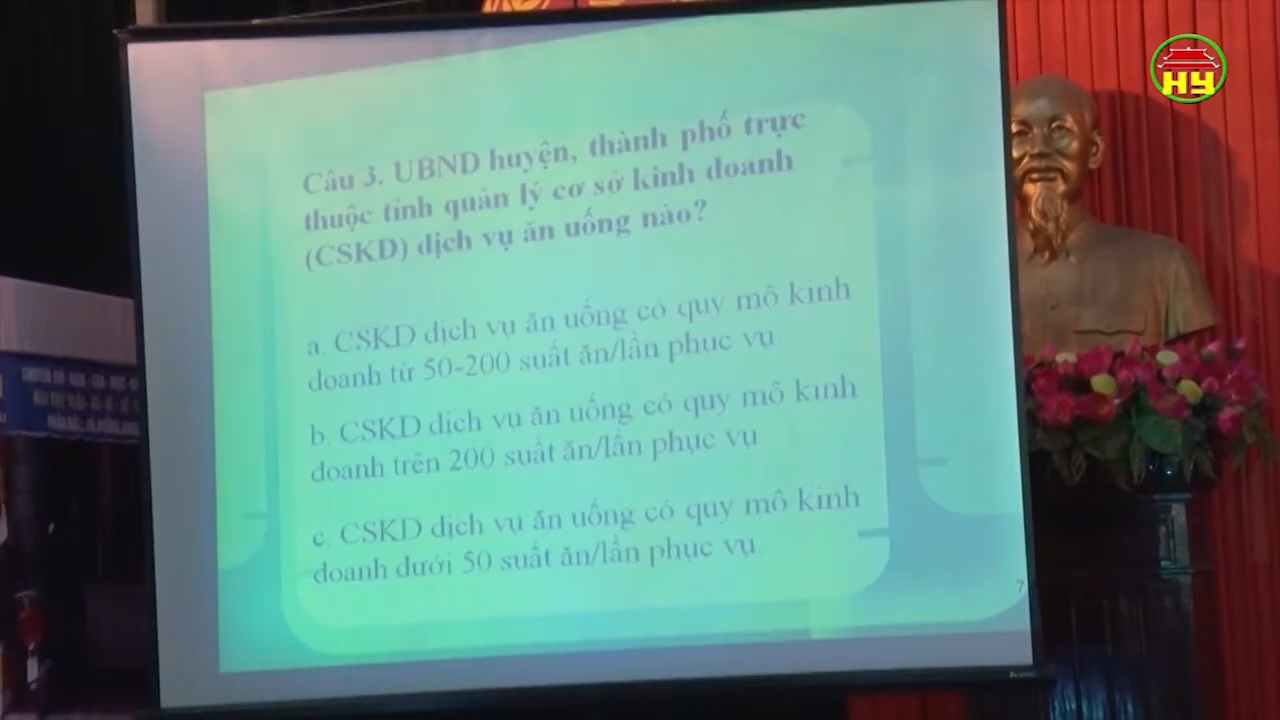 HY
Câu 3. UBND huyện, thành phố trực
thuộc tỉnh quản lý cơ sở kinh doanh
(CSKD) dịch vụ ăn uống nào?
a. CSKD dịch vụ ăn uống có quy mô kinh
doanh từ 50-200 suất ăn/lần phục vụ
b. CSKD dịch vụ ăn uống có quy mô kinh
doanh trên 200 suất ăn/lần phục vụ
c. CSKD dịch vụ ăn uống có quy mô kinh
doanh dưới 50 suất ăn/lần phục vụ.
7